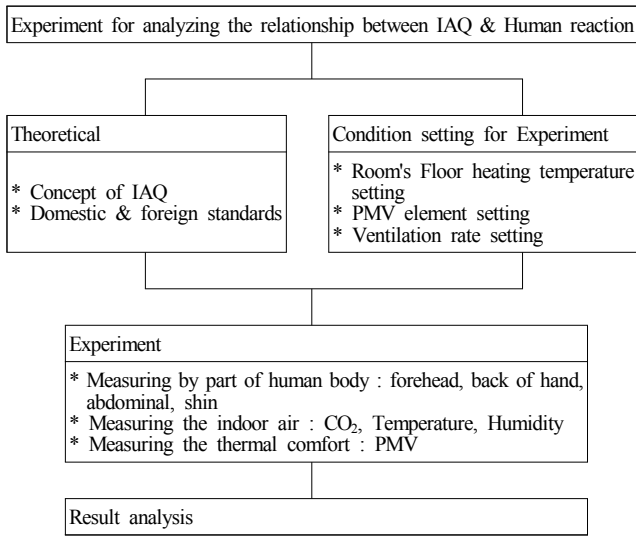 Experiment for analyzing the relationship between IAQ & Human reaction
Theoretical
* Concept of IAQ
* Domestic & foreign standards
Condition setting for Experiment
* Room's Floor heating temperature
setting
* PMV element setting
* Ventilation rate setting
Experiment
* Measuring by part of human body : forehead, back of hand,
abdominal, shin
* Measuring the indoor air : CO₂, Temperature, Humidity
* Measuring the thermal comfort : PMV
Result analysis